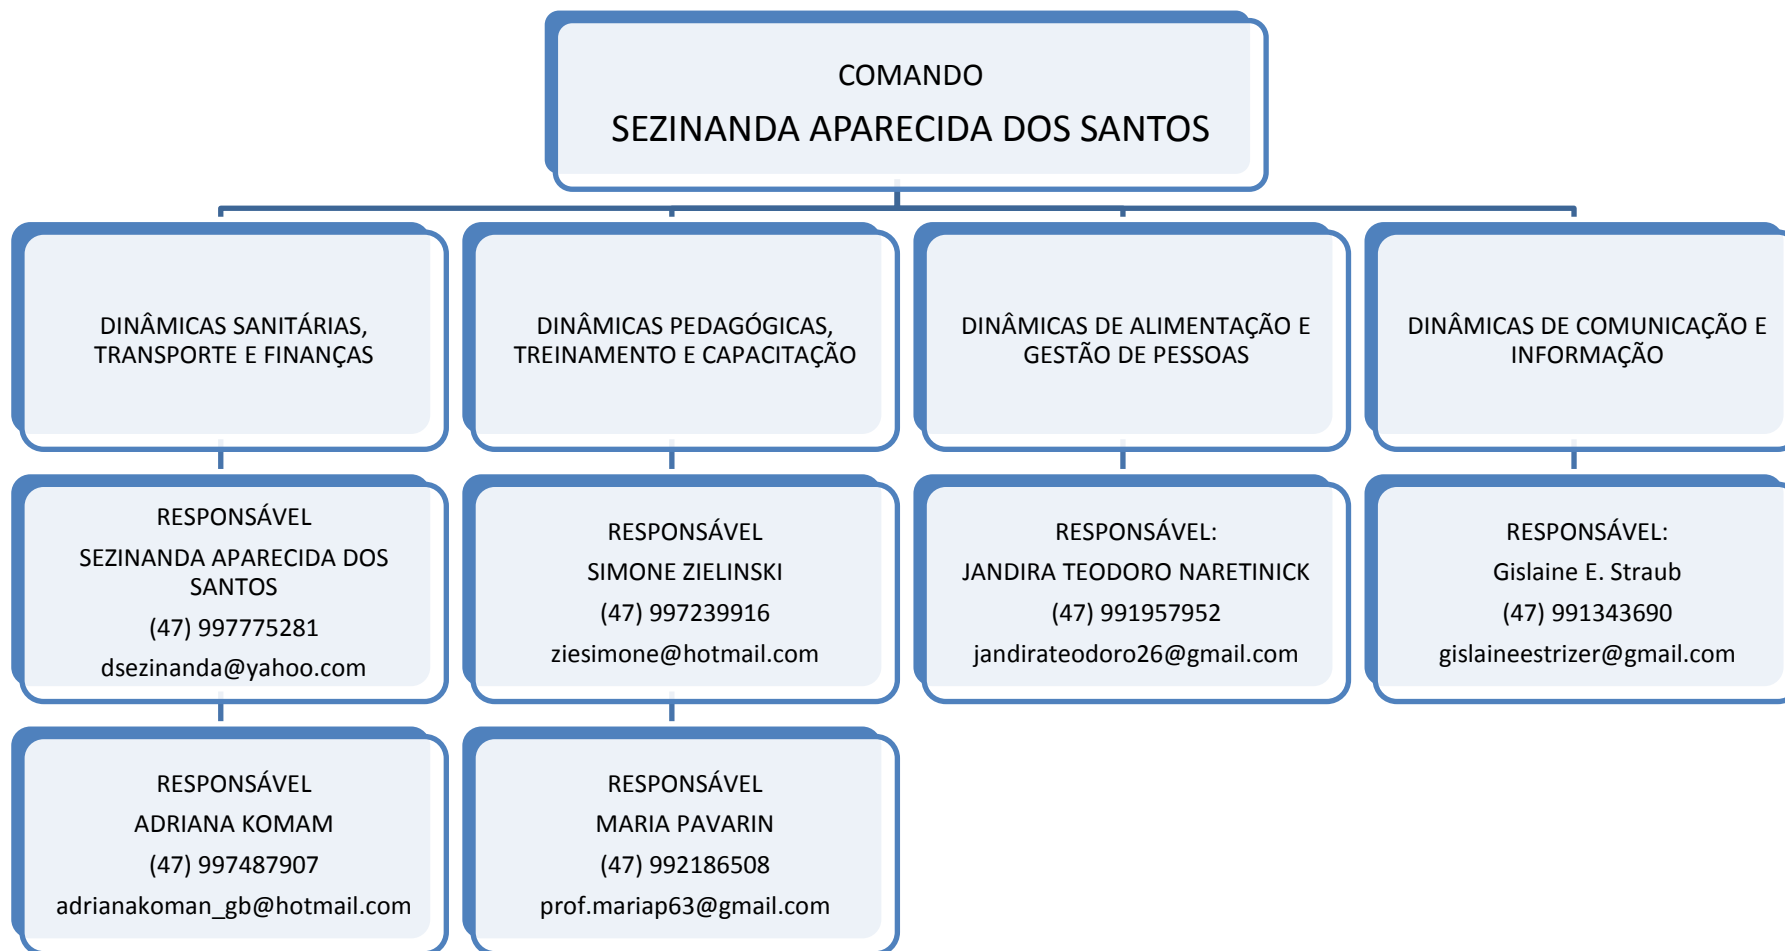 COMANDO
SEZINANDA APARECIDA DOS SANTOS
DINÂMICAS SANITÁRIAS,
TRANSPORTE E FINANÇAS
DINÂMICAS PEDAGÓGICAS,
TREINAMENTO E CAPACITAÇÃO
DINÂMICAS DE ALIMENTAÇÃO E
GESTÃO DE PESSOAS
DINÂMICAS DE COMUNICAÇÃO E
INFORMAÇÃO
RESPONSÁVEL
SEZINANDA APARECIDA DOS
SANTOS
(47) 997775281
dsezinanda@yahoo.com
RESPONSÁVEL
SIMONE ZIELINSKI
(47) 997239916
ziesimone@hotmail.com
RESPONSÁVEL:
JANDIRA TEODORO NARETINICK
(47) 991957952
jandirateodoro26@gmail.com
RESPONSÁVEL:
Gislaine E. Straub
(47) 991343690
gislaineestrizer@gmail.com
RESPONSÁVEL
ADRIANA KOMAM
(47) 997487907
adrianakoman_gb@hotmail.com
RESPONSÁVEL
MARIA PAVARIN
(47) 992186508
prof.mariap63@gmail.com